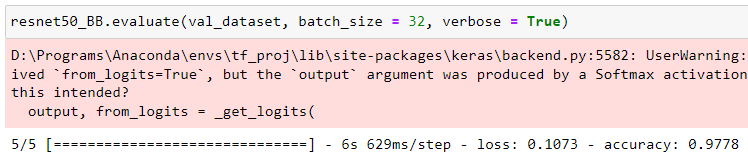 resnet50_BB.evaluate(val_dataset, batch_size = 32, verbose = True)
D:\Programs\Anaconda\envs\tf_proj\lib\site-packages\keras\backend.py:5582: UserWarning:
ived `from_logits=True`, but the `output` argument was produced by a Softmax activation
this intended?
  output, from_logits = _get_logits(
5/5 [==============================] - 6s 629ms/step - loss: 0.1073 - accuracy: 0.9778